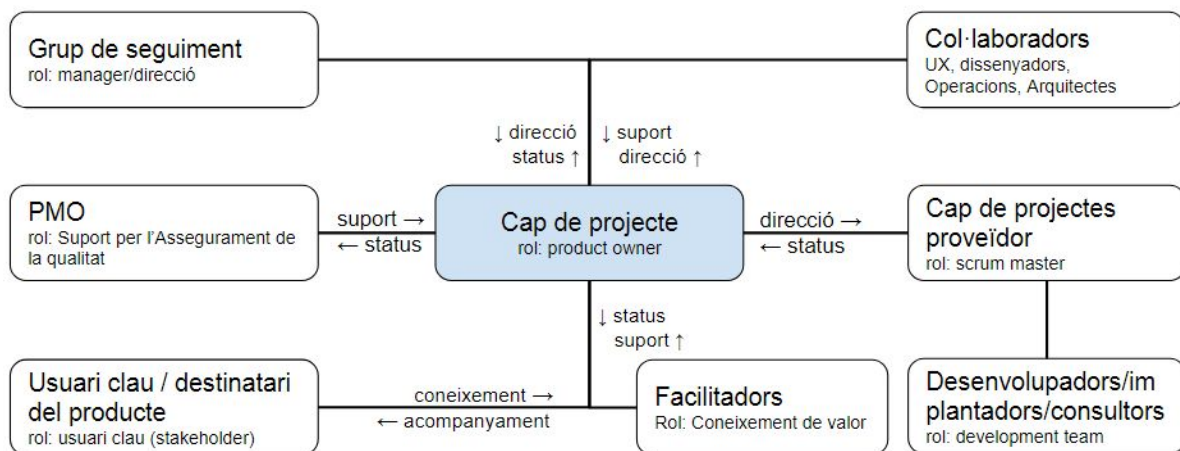 Grup de seguiment
rol: manager/direcció
Col·laboradors
UX, dissenyadors,
Operacions, Arquitectes
↓ direcció
status ↑
↓ suport
direcció ↑
PMO
rol: Suport per l’Assegurament de
la qualitat
suport →
← status
Cap de projecte
rol: product owner
direcció →
← status
Cap de projectes
proveïdor
rol: scrum master
↓ status
suport ↑
Usuari clau / destinatari
del producte
rol: usuari clau (stakeholder)
coneixement →
← acompanyament
Facilitadors
Rol: Coneixement de valor
Desenvolupadors/im
plantadors/consultors
rol: development team